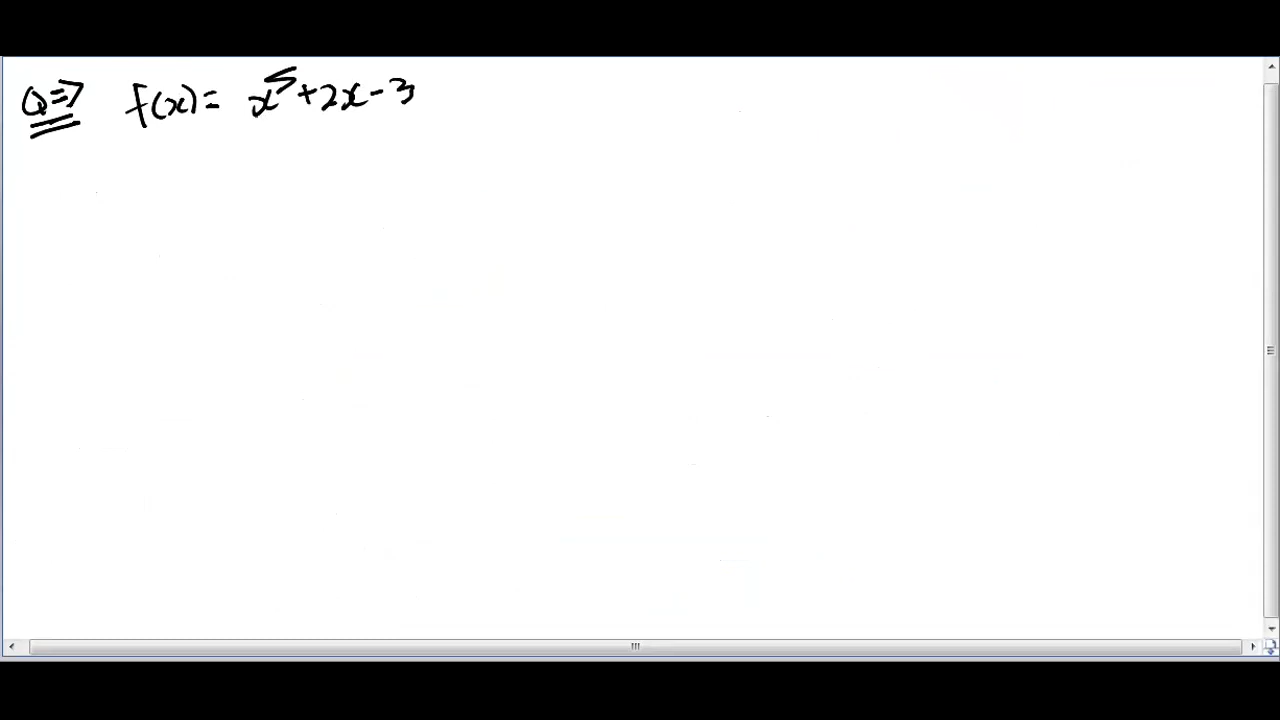 Q⇒ f(x) = x⁵+2x-3